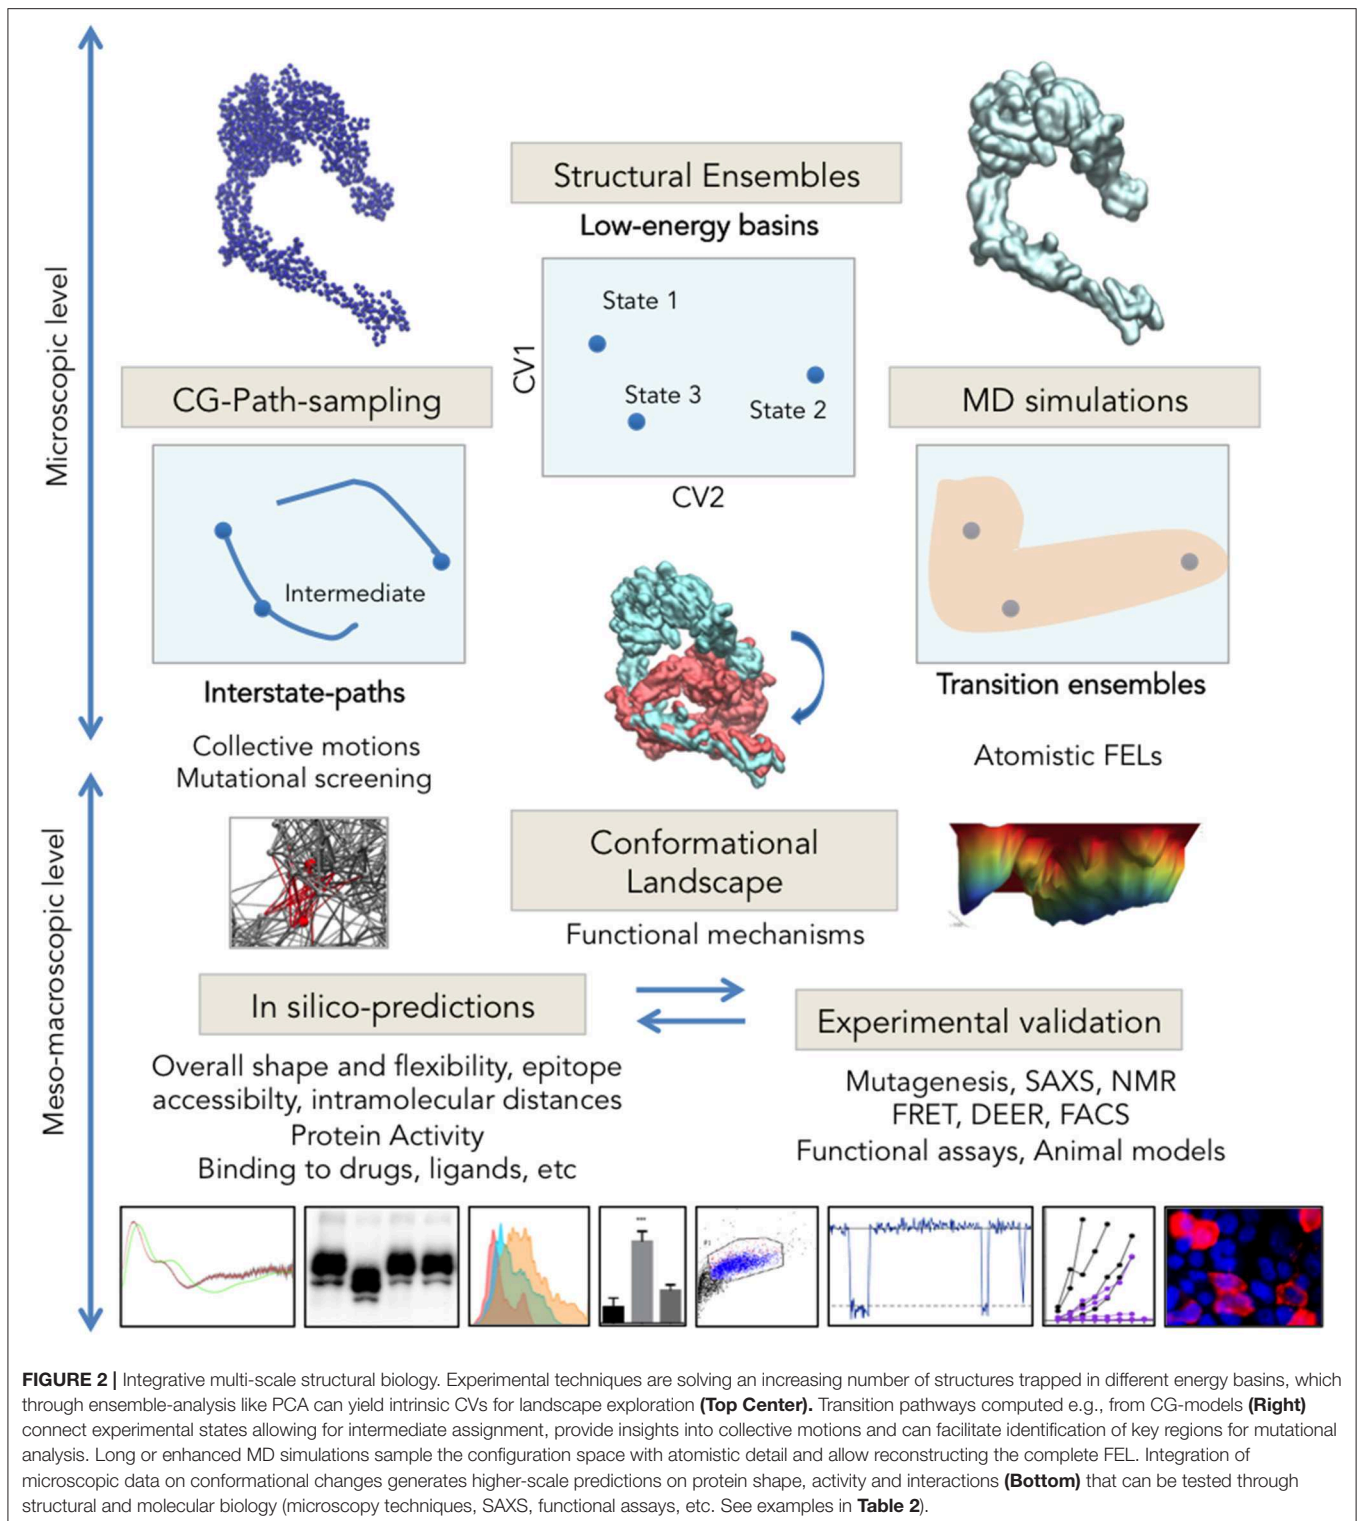 Microscopic level
Structural Ensembles
Low-energy basins
State 1
State 3
State 2
CV1
CV2
CG-Path-sampling
Intermediate
Interstate-paths
Collective motions
Mutational screening
MD simulations
Transition ensembles
Atomistic FELs
Meso-macroscopic level
Conformational
Landscape
Functional mechanisms
In silico-predictions
Overall shape and flexibility, epitope
accessibilty, intramolecular distances
Protein Activity
Binding to drugs, ligands, etc
Experimental validation
Mutagenesis, SAXS, NMR
FRET, DEER, FACS
Functional assays, Animal models
***
P1
FIGURE 2 | Integrative multi-scale structural biology. Experimental techniques are solving an increasing number of structures trapped in different energy basins, which
through ensemble-analysis like PCA can yield intrinsic CVs for landscape exploration (Top Center). Transition pathways computed e.g., from CG-models (Right)
connect experimental states allowing for intermediate assignment, provide insights into collective motions and can facilitate identification of key regions for mutational
analysis. Long or enhanced MD simulations sample the configuration space with atomistic detail and allow reconstructing the complete FEL. Integration of
microscopic data on conformational changes generates higher-scale predictions on protein shape, activity and interactions (Bottom) that can be tested through
structural and molecular biology (microscopy techniques, SAXS, functional assays, etc. See examples in Table 2).